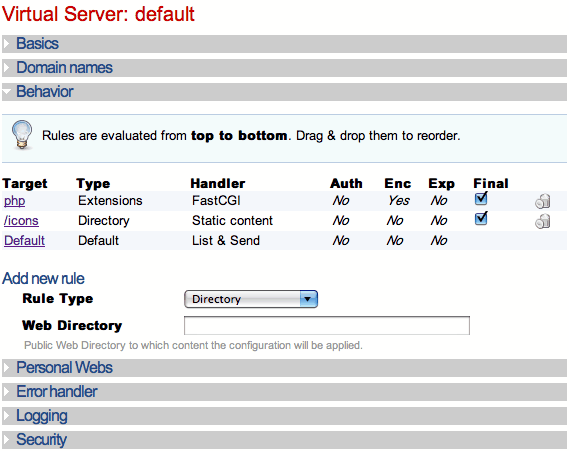 Virtual Server: default
Basics
Domain names
Behavior
Rules are evaluated from top to bottom. Drag & drop them to reorder.
Target Type Handler Auth Enc Exp Final
php Extensions FastCGI No Yes No
/icons Directory Static content No No No
Default Default List & Send No No No
Add new rule
Rule Type Directory
Web Directory
Public Web Directory to which content the configuration will be applied.
Personal Webs
Error handler
Logging
Security